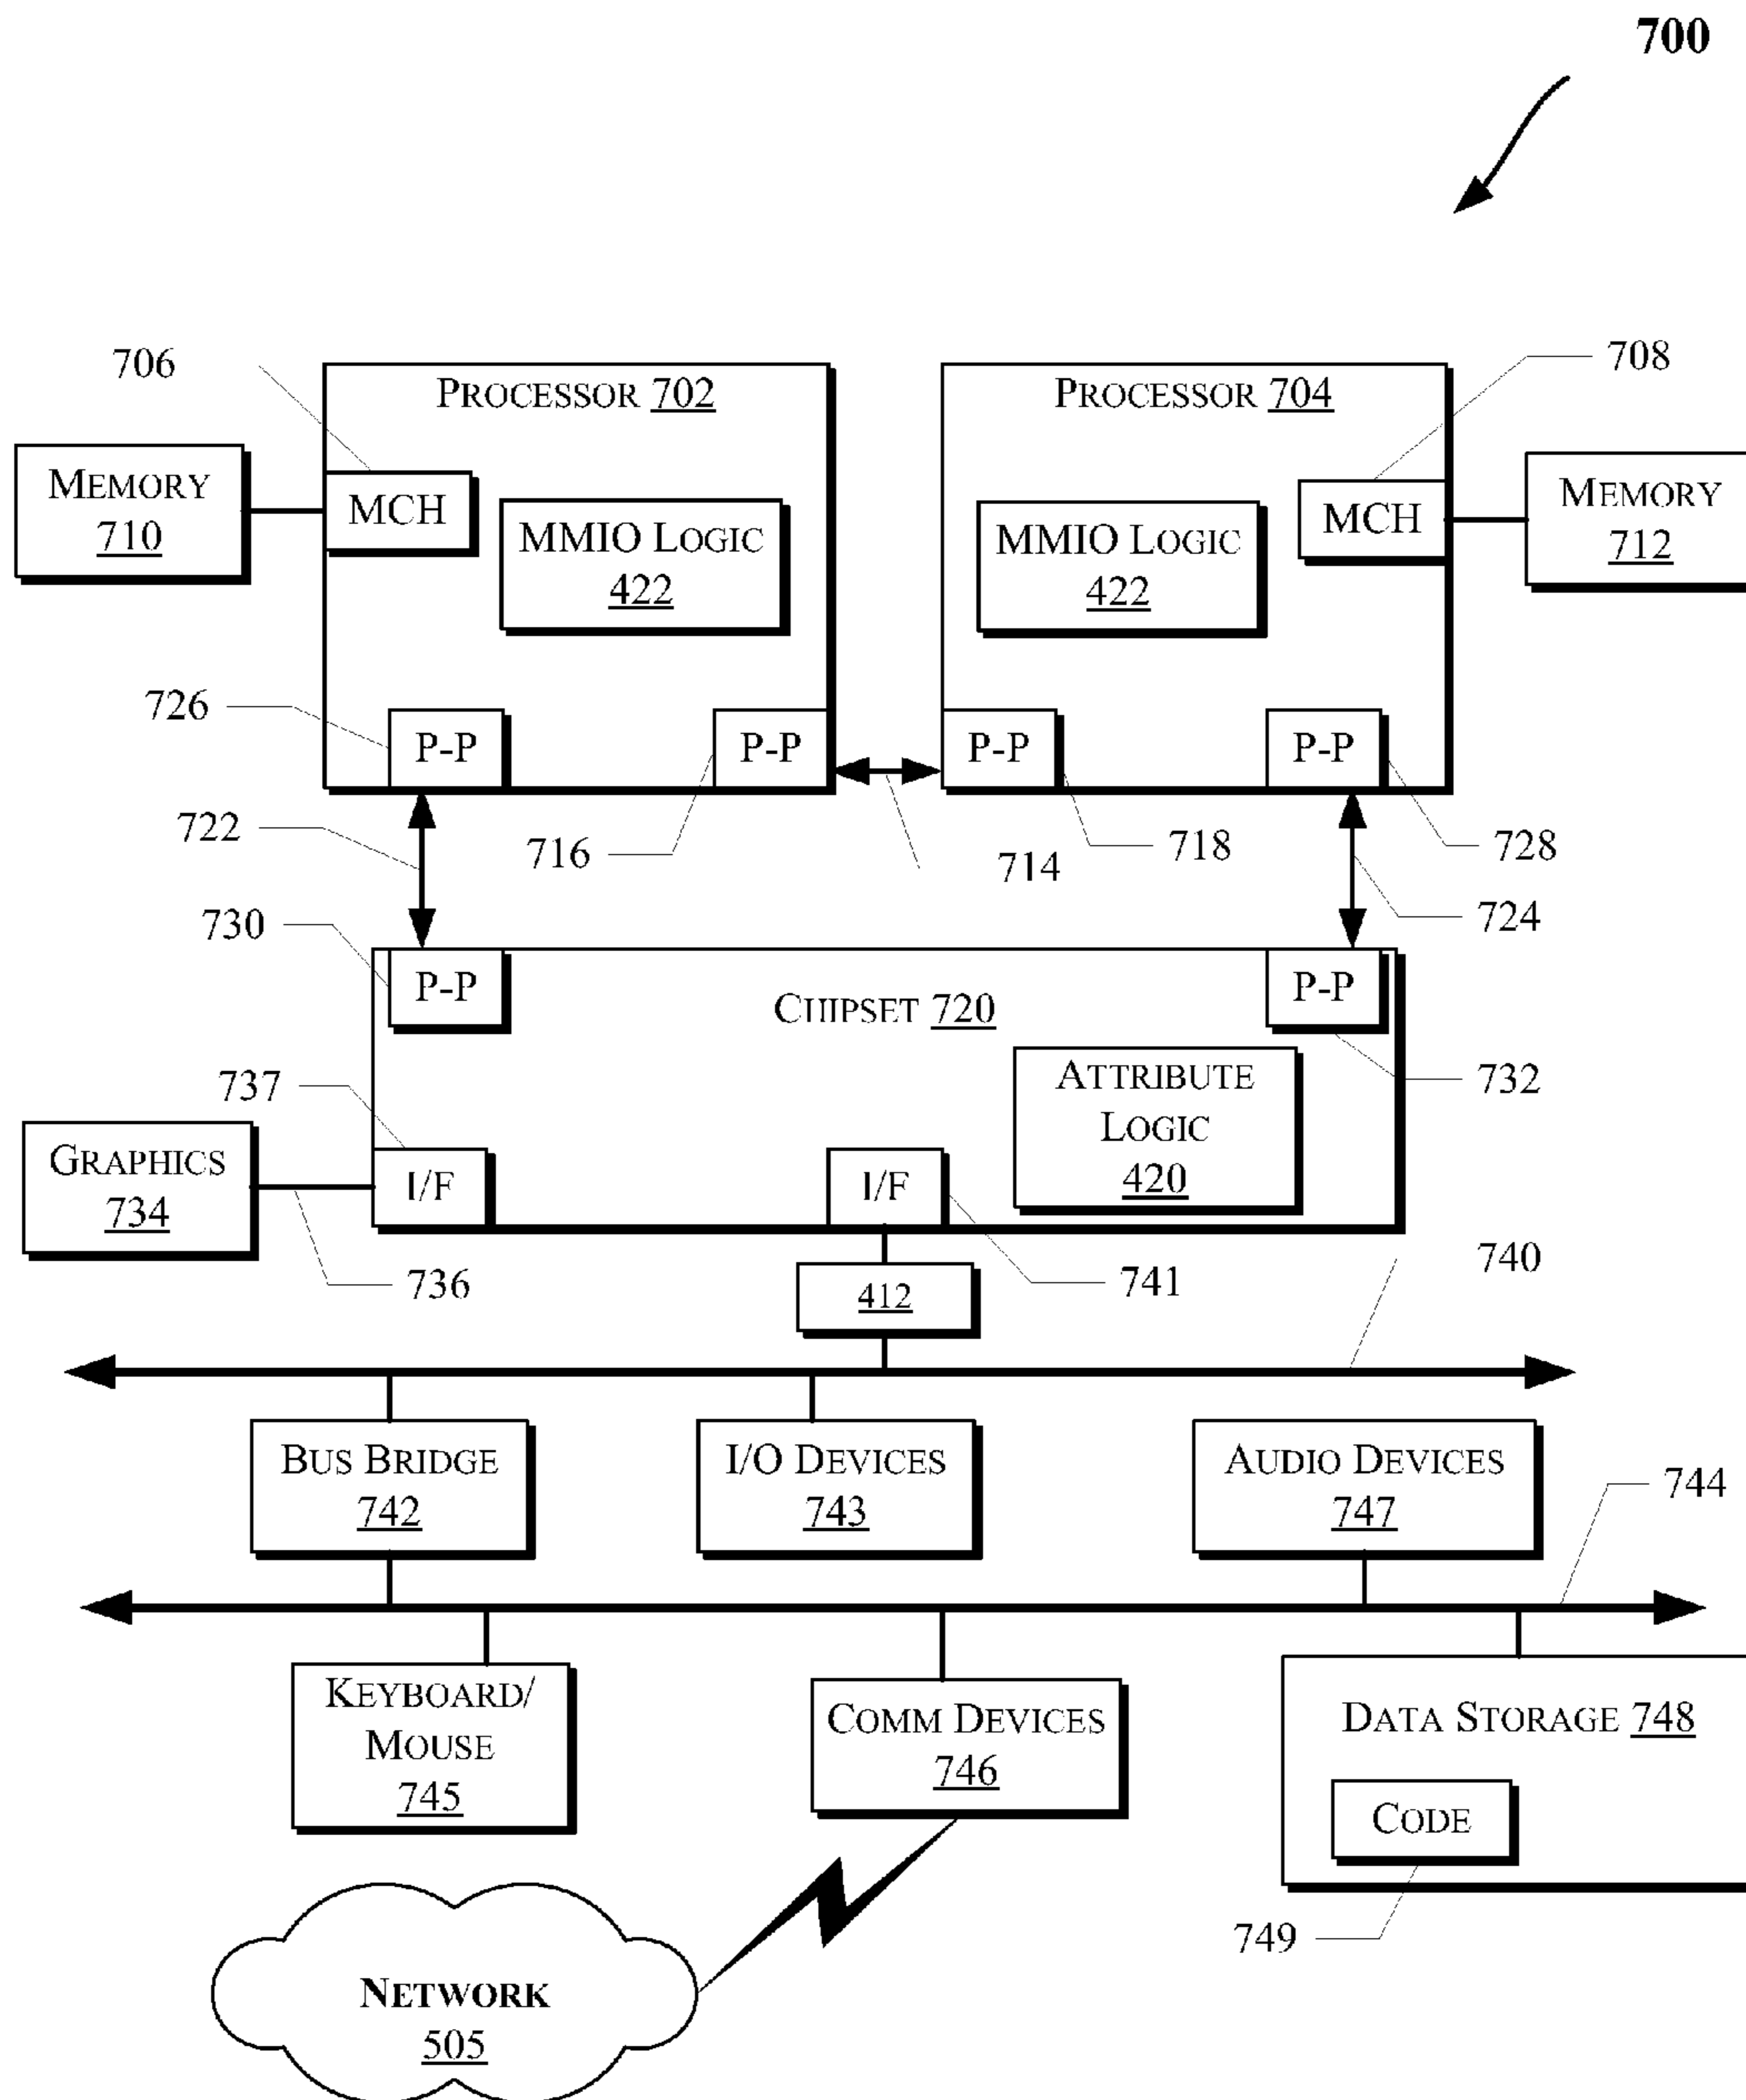 700
706
PROCESSOR 702
PROCESSOR 704
708
MEMORY
710
MCH
MMIO LOGIC
422
MMIO LOGIC
422
MCH
MEMORY
712
726
P-P
P-P
P-P
P-P
722
716
714
718
728
730
724
P-P
CHIPSET 720
P-P
737
ATTRIBUTE
LOGIC
420
732
GRAPHICS
734
I/F
I/F
736
412
741
740
BUS BRIDGE
742
I/O DEVICES
743
AUDIO DEVICES
747
744
KEYBOARD/
MOUSE
745
COMM DEVICES
746
DATA STORAGE 748
CODE
749
NETWORK
505